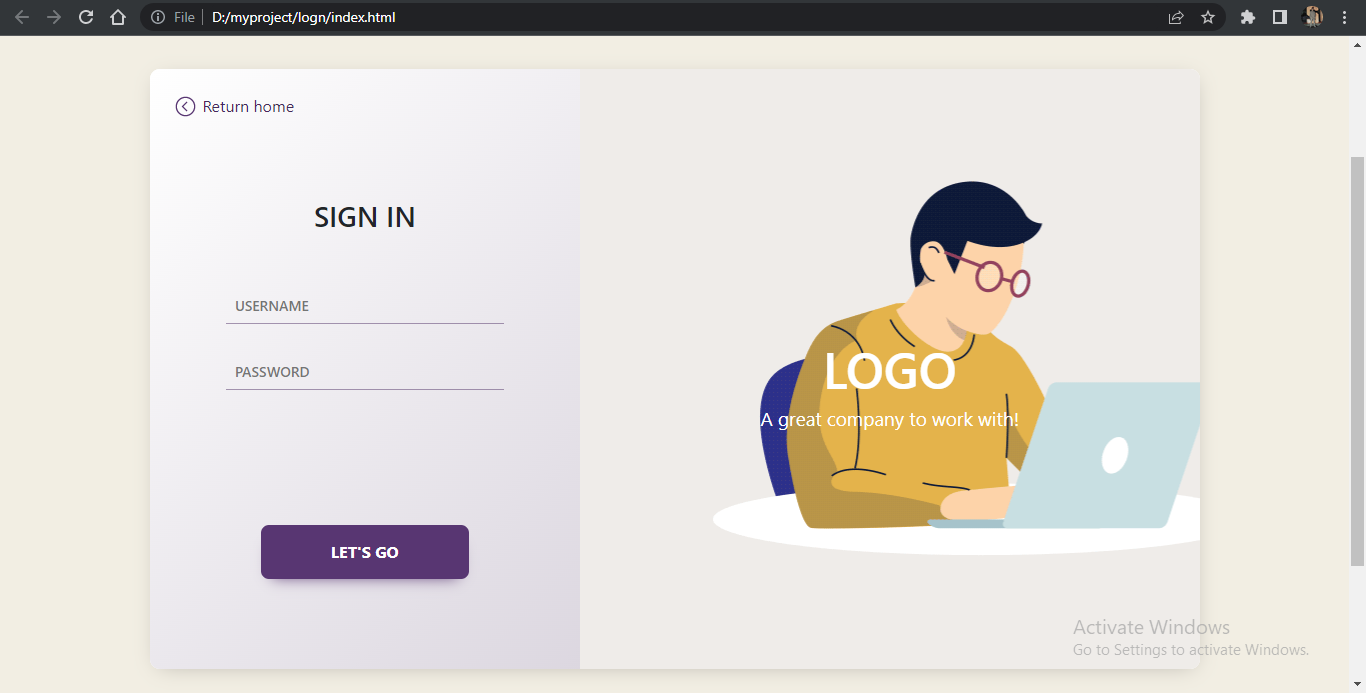 File D:/myproject/logn/index.html
Return home
SIGN IN
USERNAME
PASSWORD
LET'S GO
LOGO
A great company to work with!
Activate Windows
Go to Settings to activate Windows.